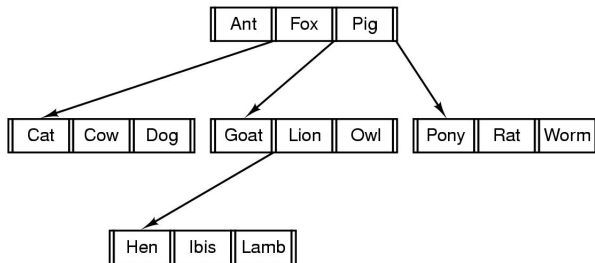 Ant Fox Pig
Cat Cow Dog Goat Lion Owl Pony Rat Worm
Hen Ibis Lamb